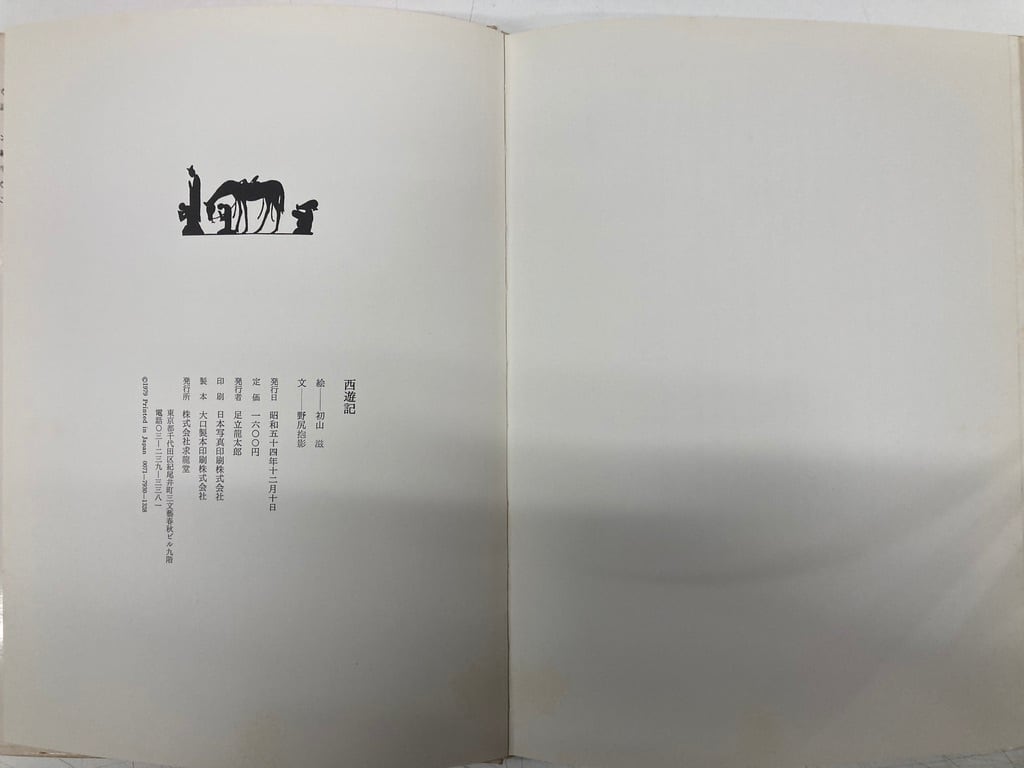 西遊記
絵――初山 滋
文――野尻抱影
発行日 昭和五十四年十二月十日
定 価 一六〇〇円
発行者 足立龍太郎
印 刷 日本写真印刷株式会社
製 本 大口製本印刷株式会社
発行所 株式会社求龍堂
東京都千代田区紀尾井町三文藝春秋ビル九階
電話〇三―二三九―三三八一
©1979 Printed in Japan 0071―7930―1328